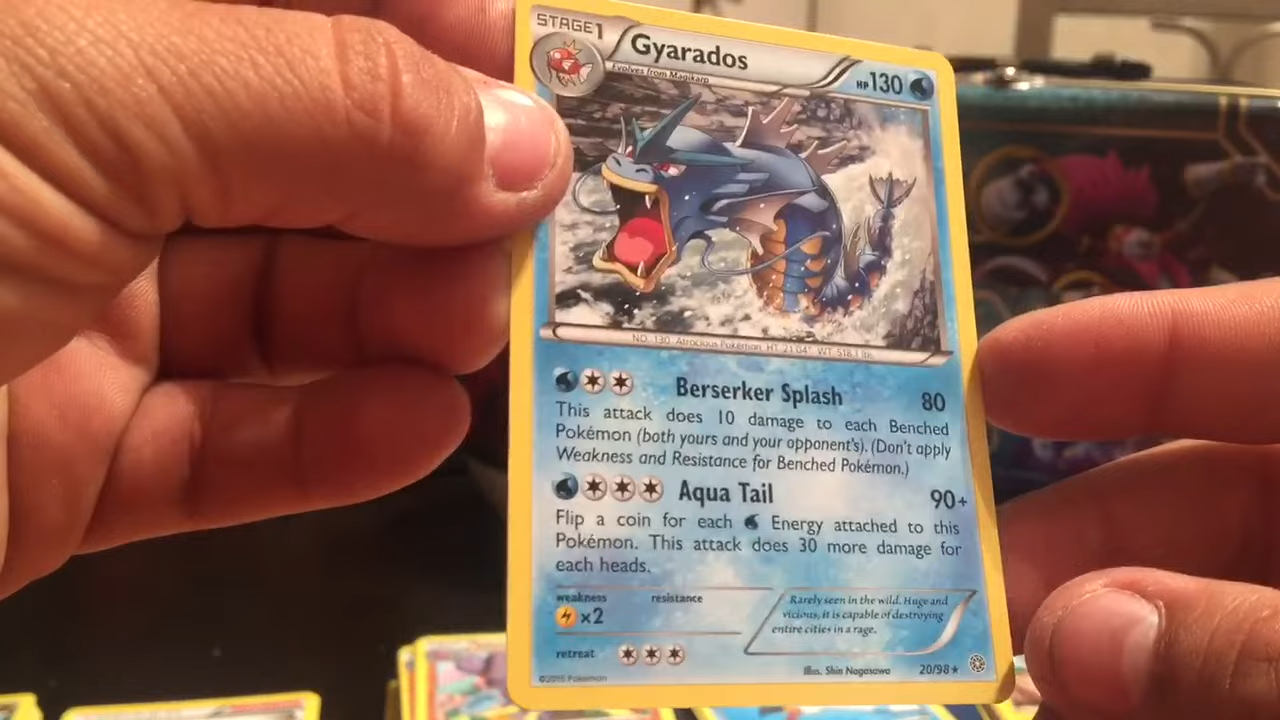 STAGE1
Gyarados
Evolves from Magikarp
HP130
NO. 130 Atrocious Pokémon HT 21'04" WT 518.1 lbs.
Berserker Splash 80
This attack does 10 damage to each Benched
Pokémon (both yours and your opponent's). (Don't apply
Weakness and Resistance for Benched Pokémon.)
Aqua Tail 90+
Flip a coin for each Energy attached to this
Pokémon. This attack does 30 more damage for
each heads.
weakness resistance
×2
Rarely seen in the wild. Huge and
vicious, it is capable of destroying
entire cities in a rage.
retreat
©2015 Pokémon
Illus. Shin Nagasawa
20/98